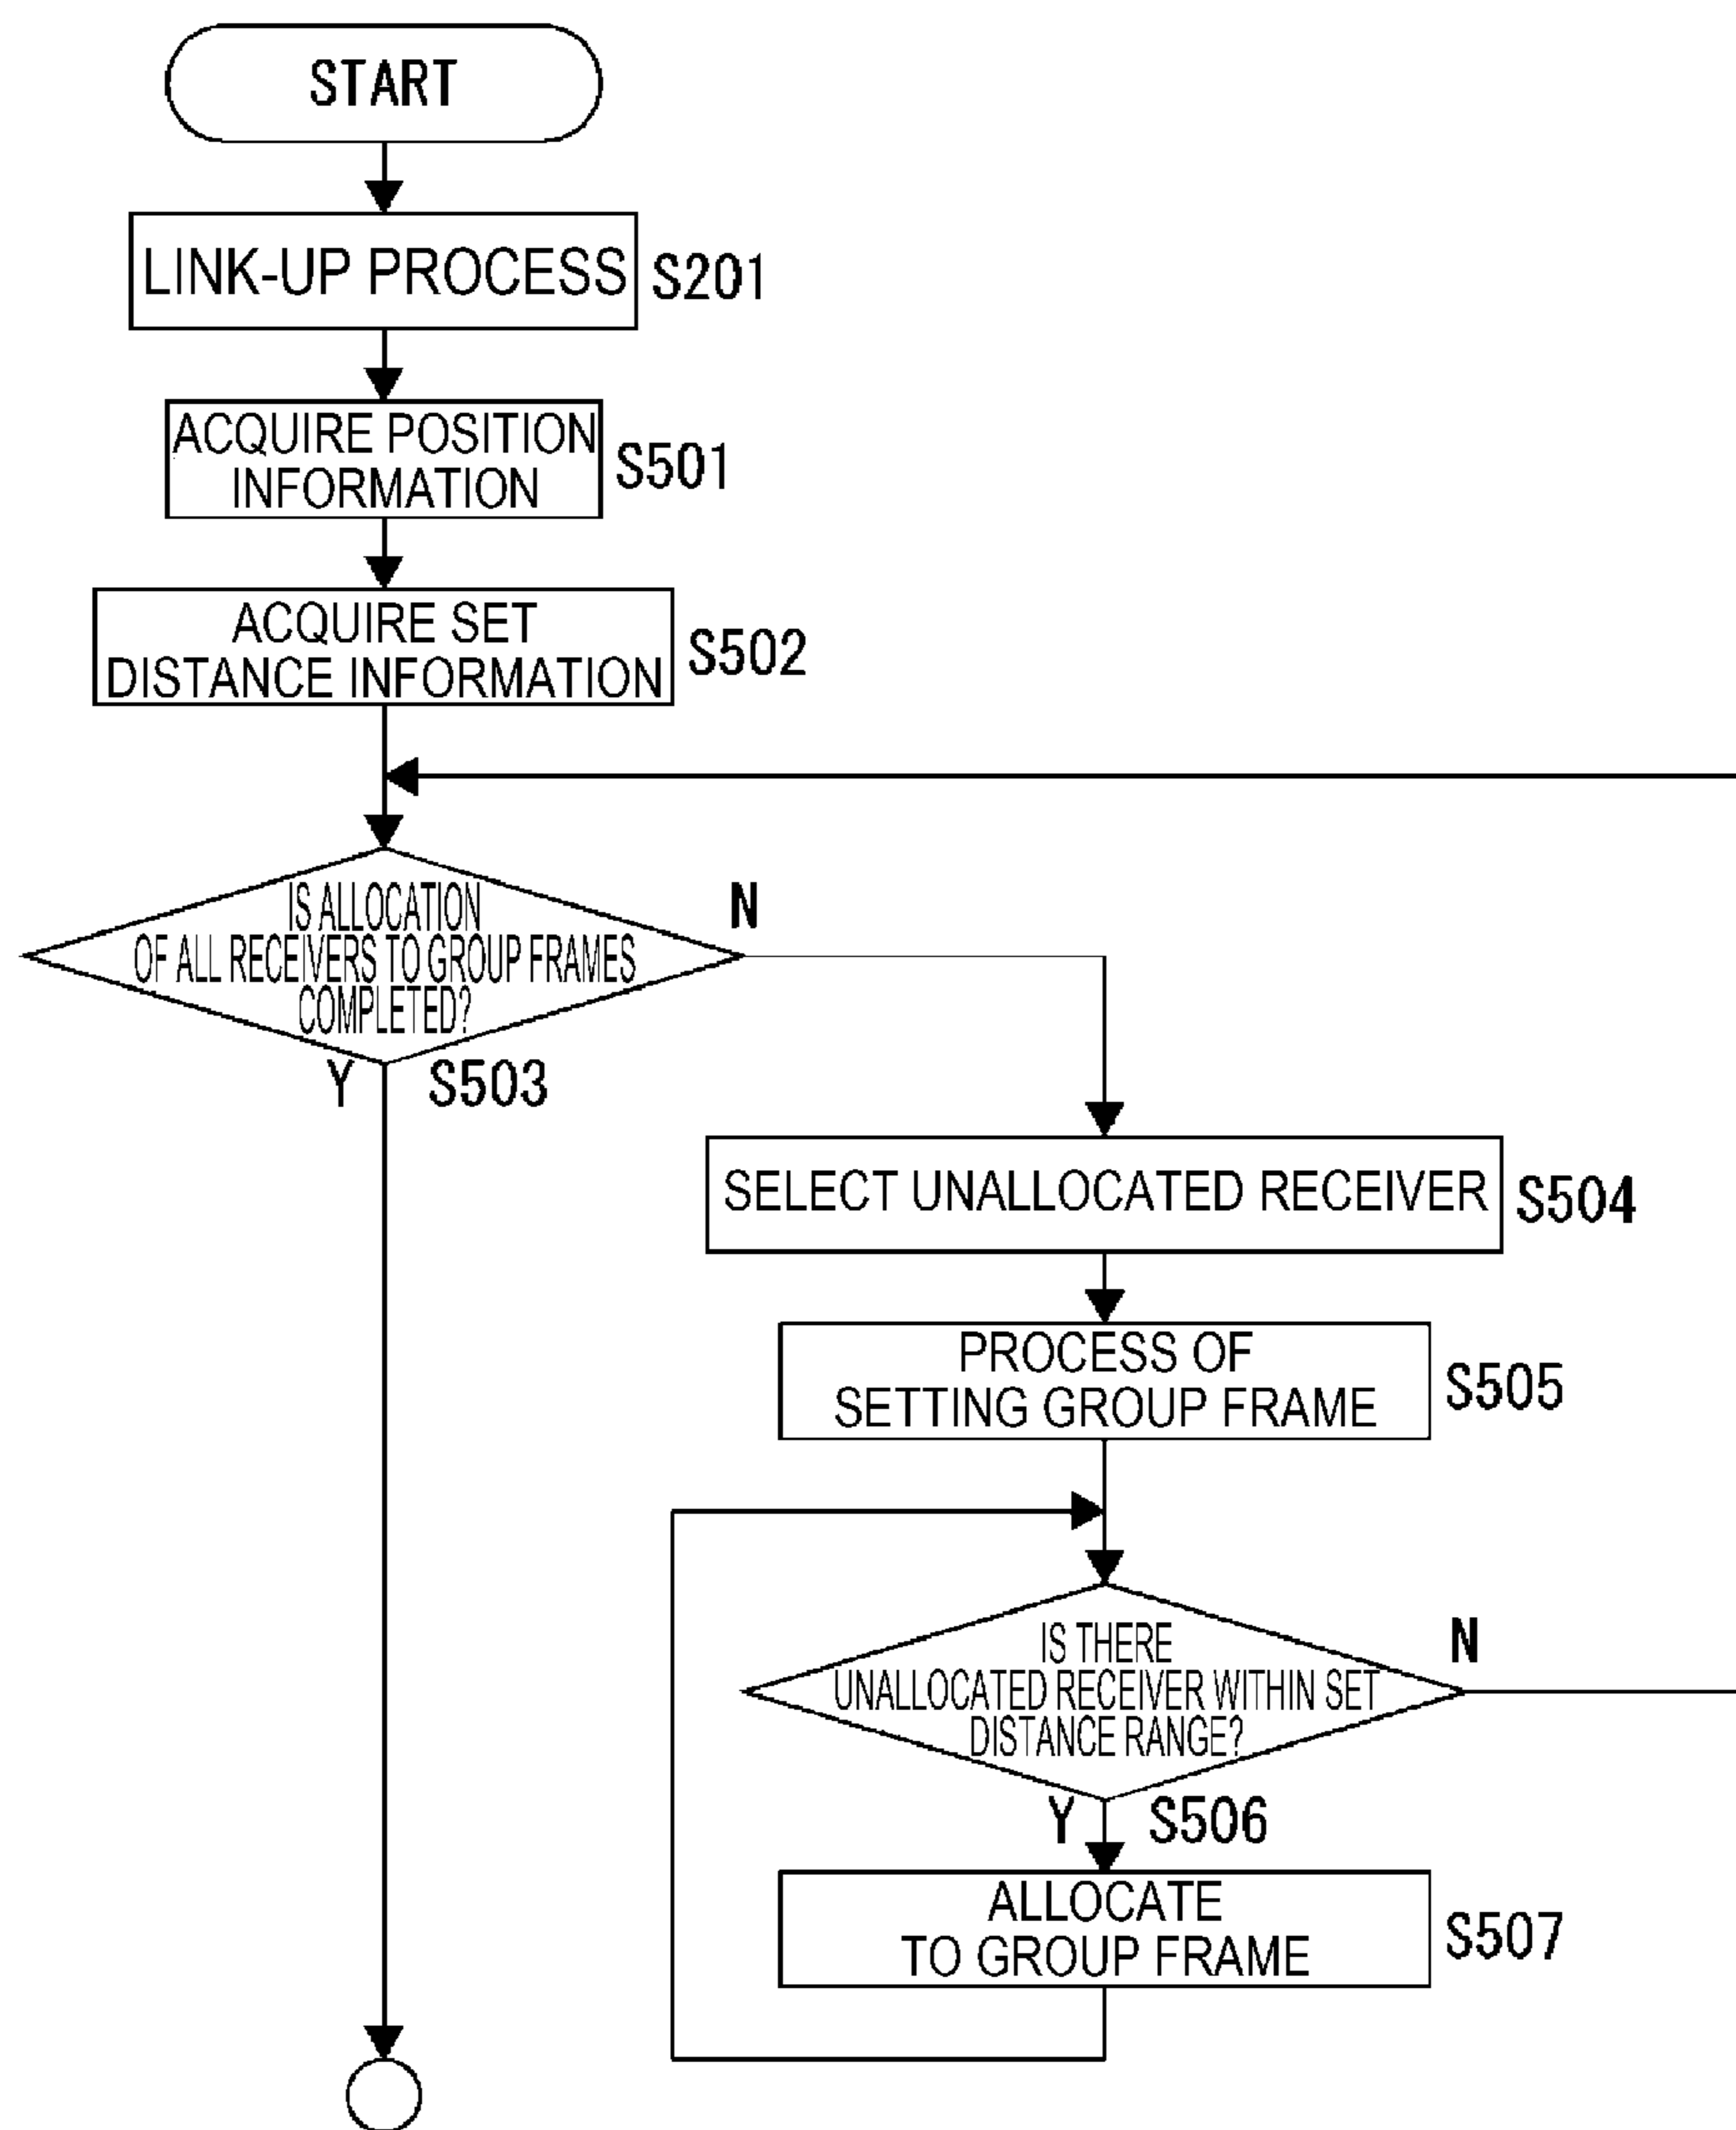 START
LINK-UP PROCESS
S201
ACQUIRE POSITION
INFORMATION
S501
ACQUIRE SET
DISTANCE INFORMATION
S502
IS ALLOCATION
OF ALL RECEIVERS TO GROUP FRAMES
COMPLETED?
N
Y
S503
SELECT UNALLOCATED RECEIVER
S504
PROCESS OF
SETTING GROUP FRAME
S505
IS THERE
UNALLOCATED RECEIVER WITHIN SET
DISTANCE RANGE?
N
Y
S506
ALLOCATE
TO GROUP FRAME
S507